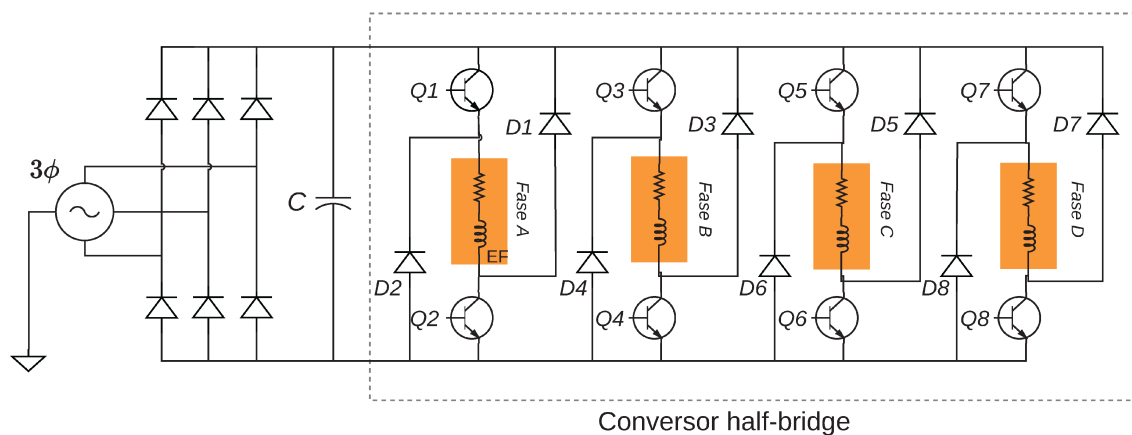 Q1
Q3
Q5
Q7
D1
D3
D5
D7
3ϕ
Fase A
Fase B
Fase C
Fase D
C
EF
D2
D4
D6
D8
Q2
Q4
Q6
Q8
Conversor half-bridge